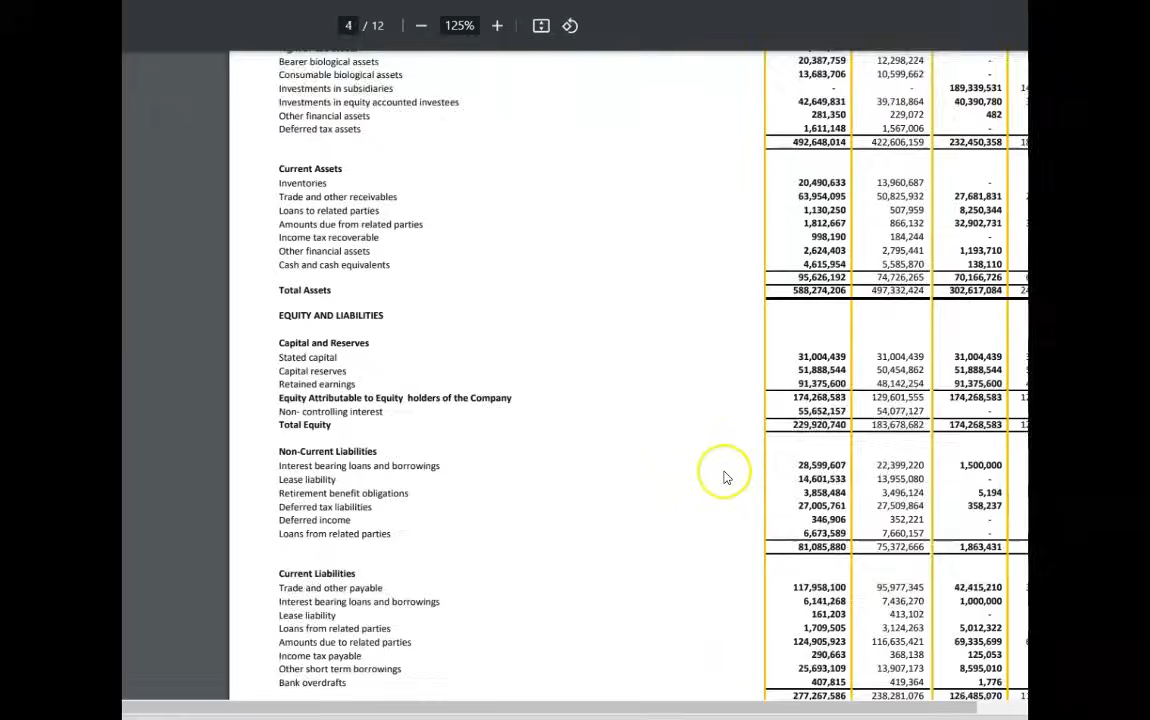 4 / 12 125%
Bearer biological assets 20,387,759 12,298,224 -
Consumable biological assets 13,683,706 10,599,662 -
Investments in subsidiaries - - 189,339,531
Investments in equity accounted investees 42,649,831 39,718,864 40,390,780
Other financial assets 281,350 229,072 482
Deferred tax assets 1,611,148 1,567,006 -
492,648,014 422,606,159 232,450,358
Current Assets
Inventories 20,490,633 13,960,687 -
Trade and other receivables 63,954,095 50,825,932 27,681,831
Loans to related parties 1,130,250 507,959 8,250,344
Amounts due from related parties 1,812,667 866,132 32,902,731
Income tax recoverable 998,190 184,244 -
Other financial assets 2,624,403 2,795,441 1,193,710
Cash and cash equivalents 4,615,954 5,585,870 138,110
95,626,192 74,726,265 70,166,726
Total Assets 588,274,206 497,332,424 302,617,084
EQUITY AND LIABILITIES
Capital and Reserves
Stated capital 31,004,439 31,004,439 31,004,439
Capital reserves 51,888,544 50,454,862 51,888,544
Retained earnings 91,375,600 48,142,254 91,375,600
Equity Attributable to Equity holders of the Company 174,268,583 129,601,555 174,268,583
Non- controlling interest 55,652,157 54,077,127 -
Total Equity 229,920,740 183,678,682 174,268,583
Non-Current Liabilities
Interest bearing loans and borrowings 28,599,607 22,399,220 1,500,000
Lease liability 14,601,533 13,955,080 -
Retirement benefit obligations 3,858,484 3,496,124 5,194
Deferred tax liabilities 27,005,761 27,509,864 358,237
Deferred income 346,906 352,221 -
Loans from related parties 6,673,589 7,660,157 -
81,085,880 75,372,666 1,863,431
Current Liabilities
Trade and other payable 117,958,100 95,977,345 42,415,210
Interest bearing loans and borrowings 6,141,268 7,436,270 1,000,000
Lease liability 161,203 413,102 -
Loans from related parties 1,709,505 3,124,263 5,012,322
Amounts due to related parties 124,905,923 116,635,421 69,335,699
Income tax payable 290,663 368,138 125,053
Other short term borrowings 25,693,109 13,907,173 8,595,010
Bank overdrafts 407,815 419,364 1,776
277,267,586 238,281,076 126,485,070